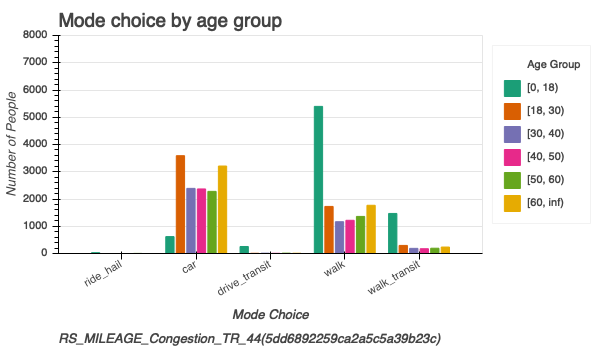 Mode choice by age group
Number of People
8000
7000
6000
5000
4000
3000
2000
1000
0
ride_hail
car
drive_transit
walk
walk_transit
Mode Choice
Age Group
[0, 18)
[18, 30)
[30, 40)
[40, 50)
[50, 60)
[60, inf)
RS_MILEAGE_Congestion_TR_44(5dd6892259ca2a5c5a39b23c)